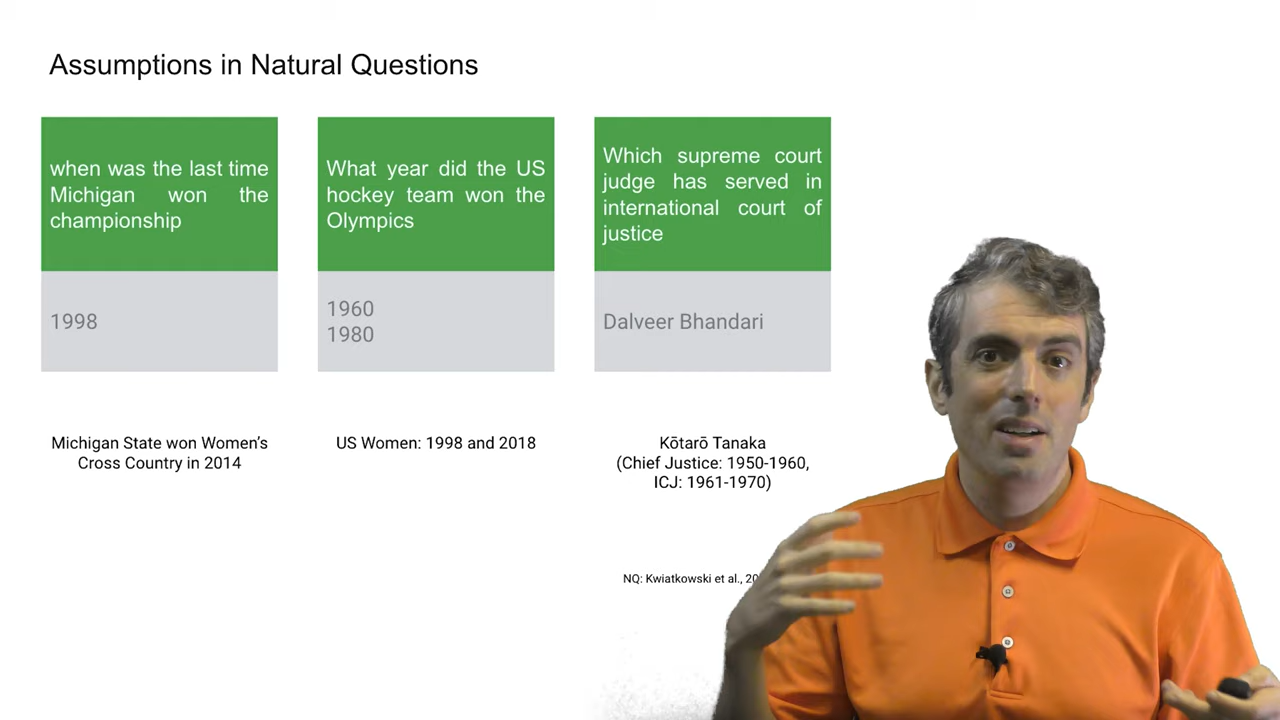 Assumptions in Natural Questions
when was the last time
Michigan won the
championship
1998
What year did the US
hockey team won the
Olympics
1960
1980
Which supreme court
judge has served in
international court of
justice
Dalveer Bhandari
Michigan State won Women's
Cross Country in 2014
US Women: 1998 and 2018
Kōtarō Tanaka
(Chief Justice: 1950-1960,
ICJ: 1961-1970)
NQ: Kwiatkowski et al.,